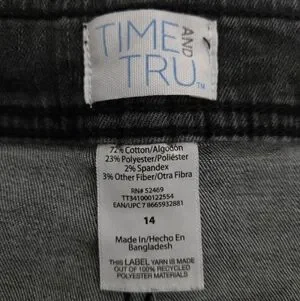 TIME AND TRU™
72% Cotton/Algodón
23% Polyester/Poliéster
2% Spandex
3% Other Fiber/Otra Fibra
RN# 52469
TT341000122554
EAN/UPC 7 8665932881
14
Made In/Hecho En
Bangladesh
THIS LABEL YARN IS MADE
OUT OF 100% RECYCLED
POLYESTER MATERIALS